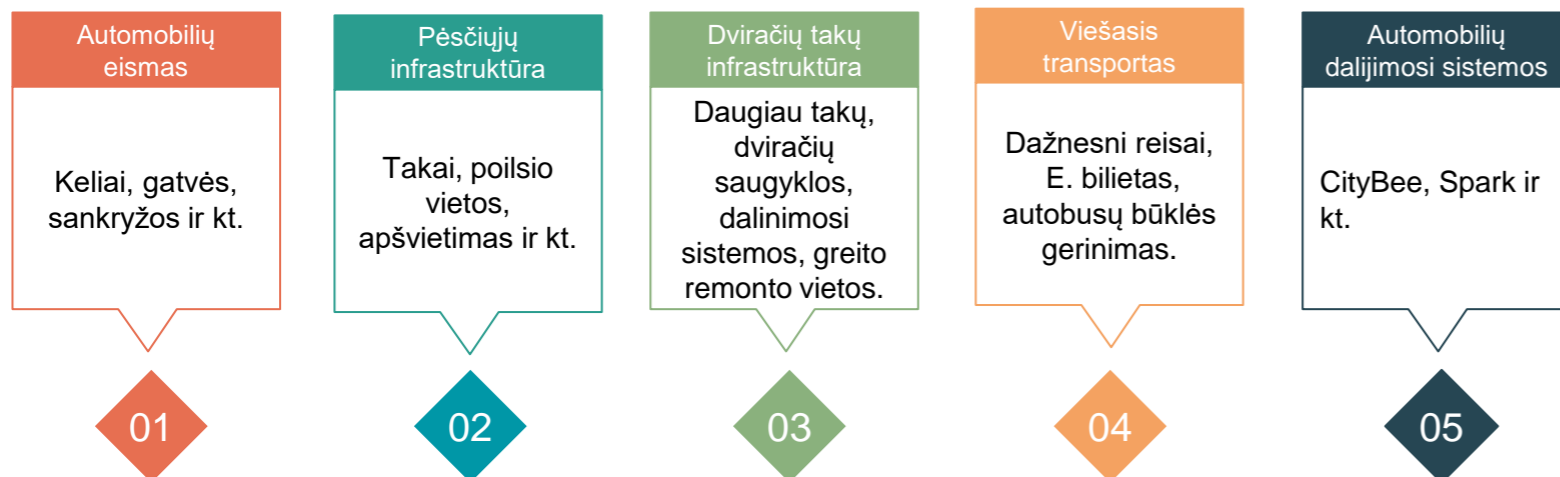 Automobilių
eismas
Keliai, gatvės,
sankryžos ir kt.
01
Pėsčiųjų
infrastruktūra
Takai, poilsio
vietos,
apšvietimas ir kt.
02
Dviračių takų
infrastruktūra
Daugiau takų,
dviračių
saugyklos,
dalinimosi
sistemos, greito
remonto vietos.
03
Viešasis
transportas
Dažnesni reisai,
E. bilietas,
autobusų būklės
gerinimas.
04
Automobilių
dalijimosi sistemos
CityBee, Spark ir
kt.
05